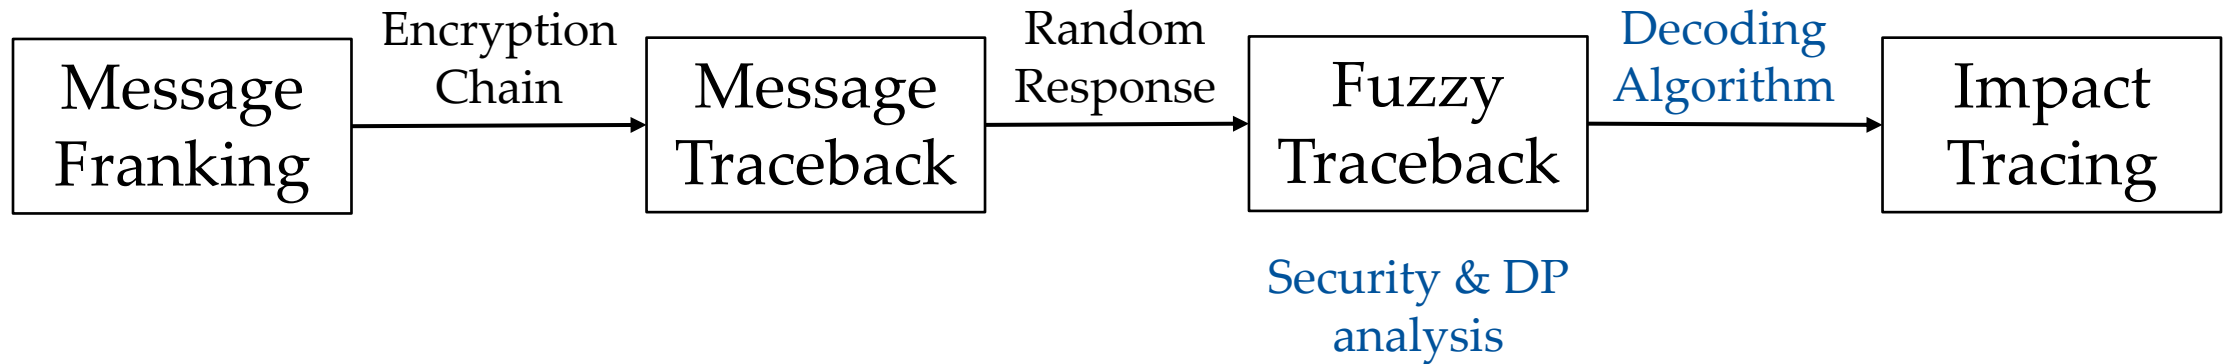 Message
Franking
Encryption
Chain
Message
Traceback
Random
Response
Fuzzy
Traceback
Decoding
Algorithm
Impact
Tracing
Security & DP
analysis